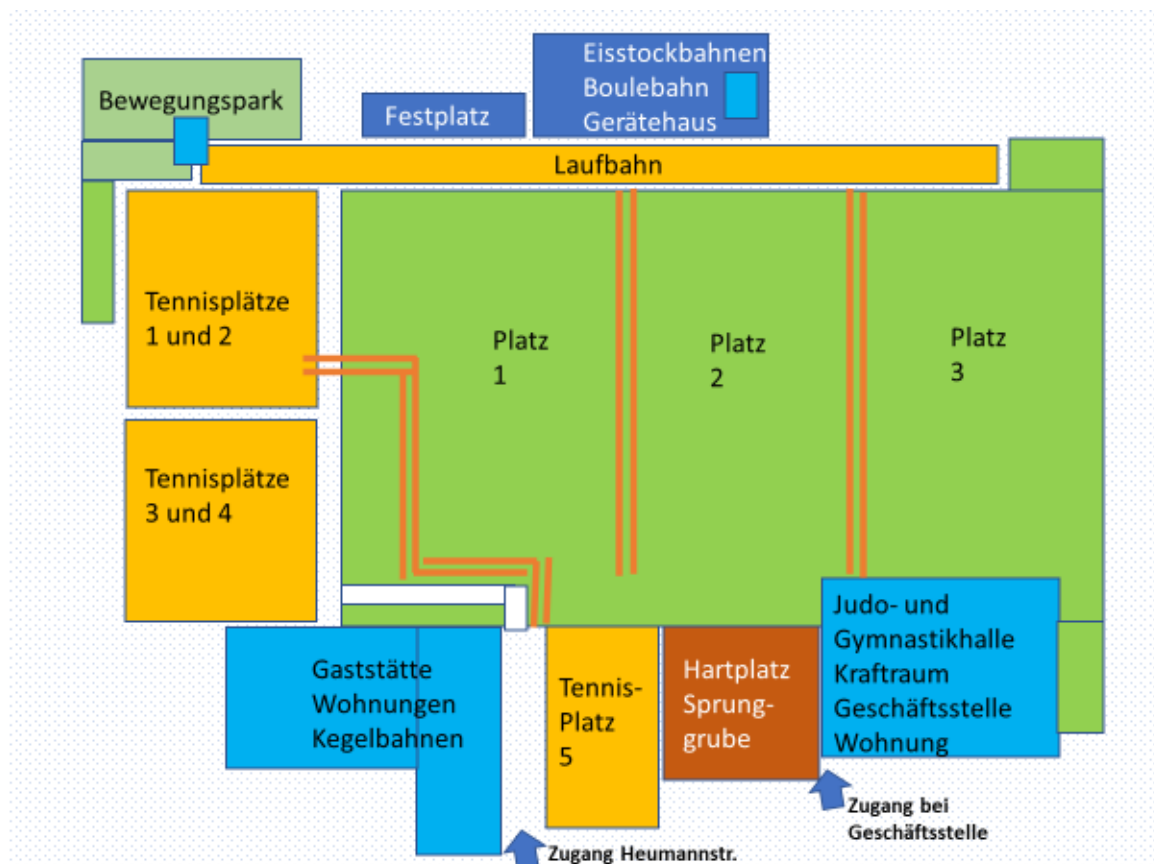 Eisstockbahnen
Boulebahn
Gerätehaus
Bewegungspark
Festplatz
Laufbahn
Tennisplätze
1 und 2
Platz
1
Platz
2
Platz
3
Tennisplätze
3 und 4
Gaststätte
Wohnungen
Kegelbahnen
Tennis-
Platz
5
Hartplatz
Sprung-
grube
Judo- und
Gymnastikhalle
Kraftraum
Geschäftsstelle
Wohnung
Zugang bei
Geschäftsstelle
Zugang Heumannstr.